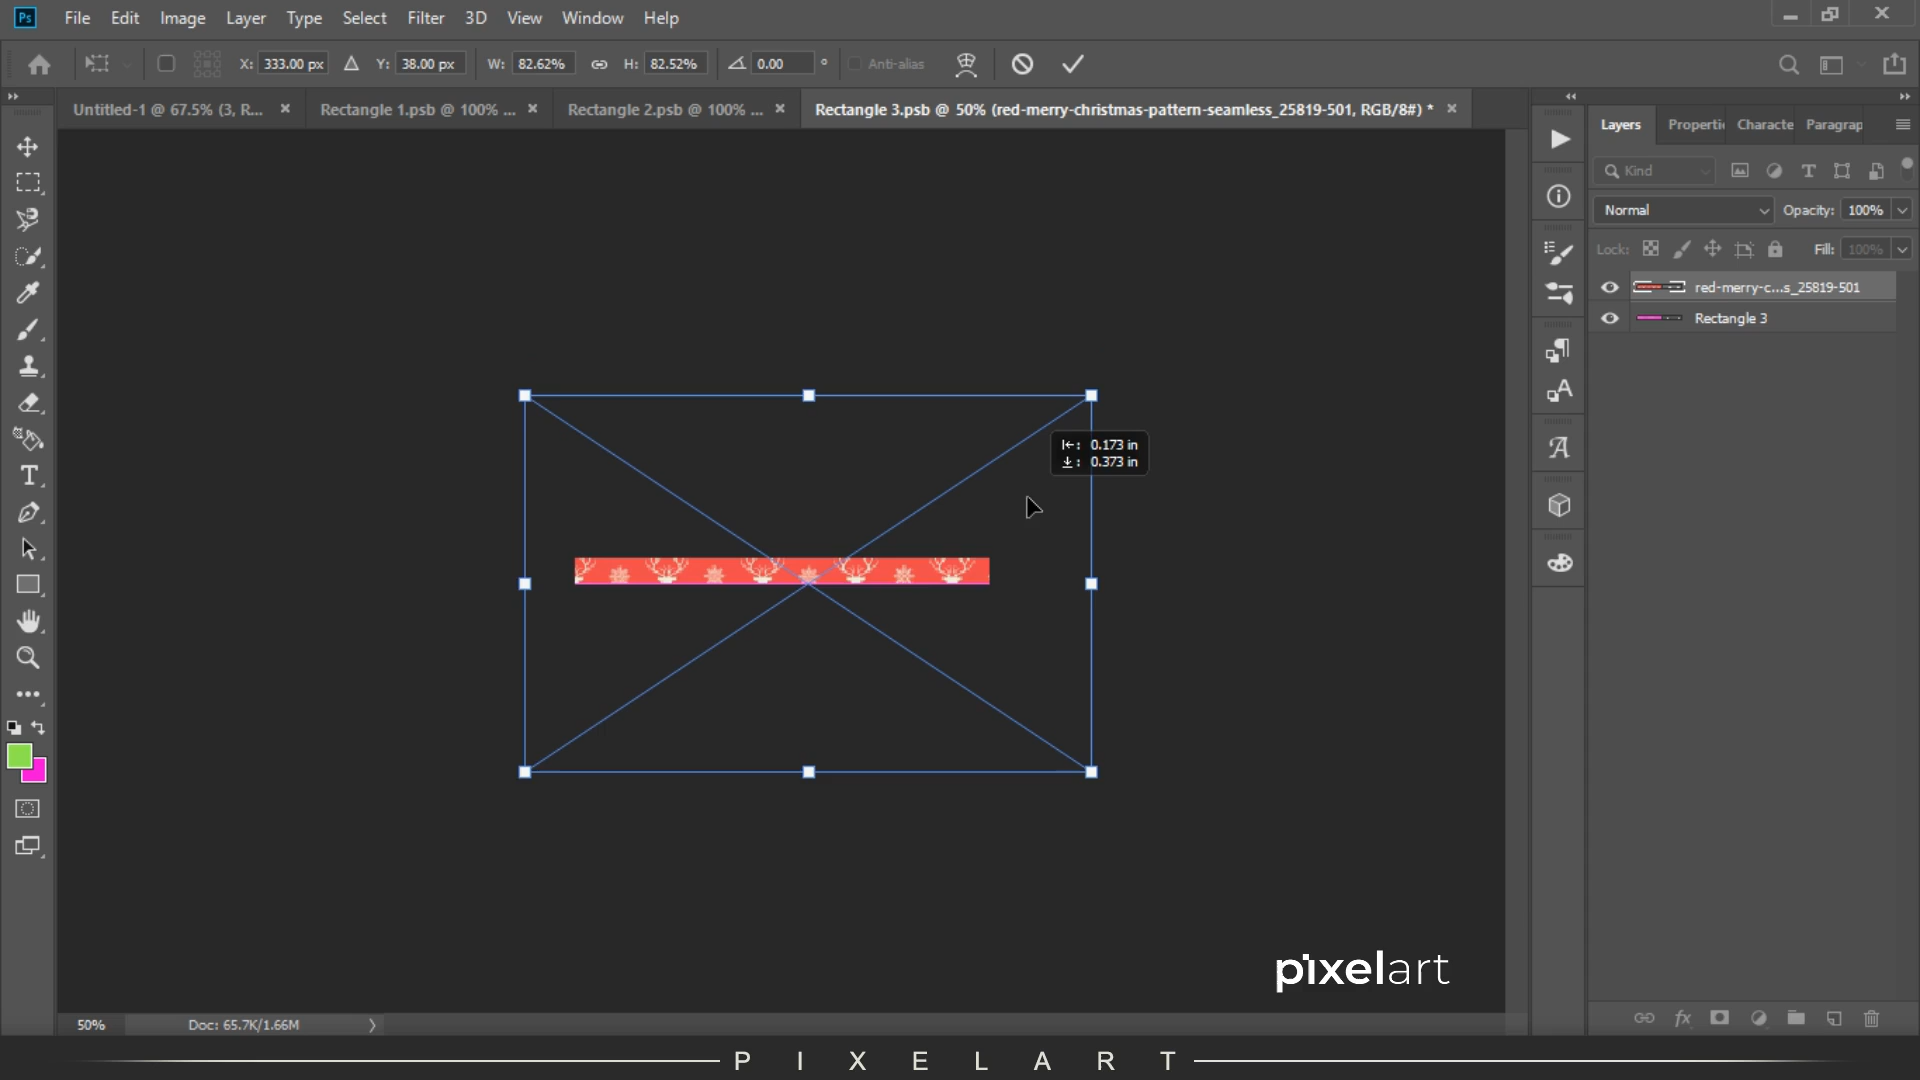 Ps File Edit Image Layer Type Select Filter 3D View Window Help
X: 333.00 px Y: 38.00 px W: 82.62% H: 82.52% 0.00 ° Anti-alias
Untitled-1 @ 67.5% (3, R... Rectangle 1.psb @ 100% ... Rectangle 2.psb @ 100% ... Rectangle 3.psb @ 50% (red-merry-christmas-pattern-seamless_25819-501, RGB/8#) *
Layers Properti Characte Paragrap
Kind
Normal Opacity: 100%
Lock: Fill: 100%
red-merry-c...s_25819-501
Rectangle 3
0.173 in
0.373 in
pixelart
50% Doc: 65.7K/1.66M
PIXELART